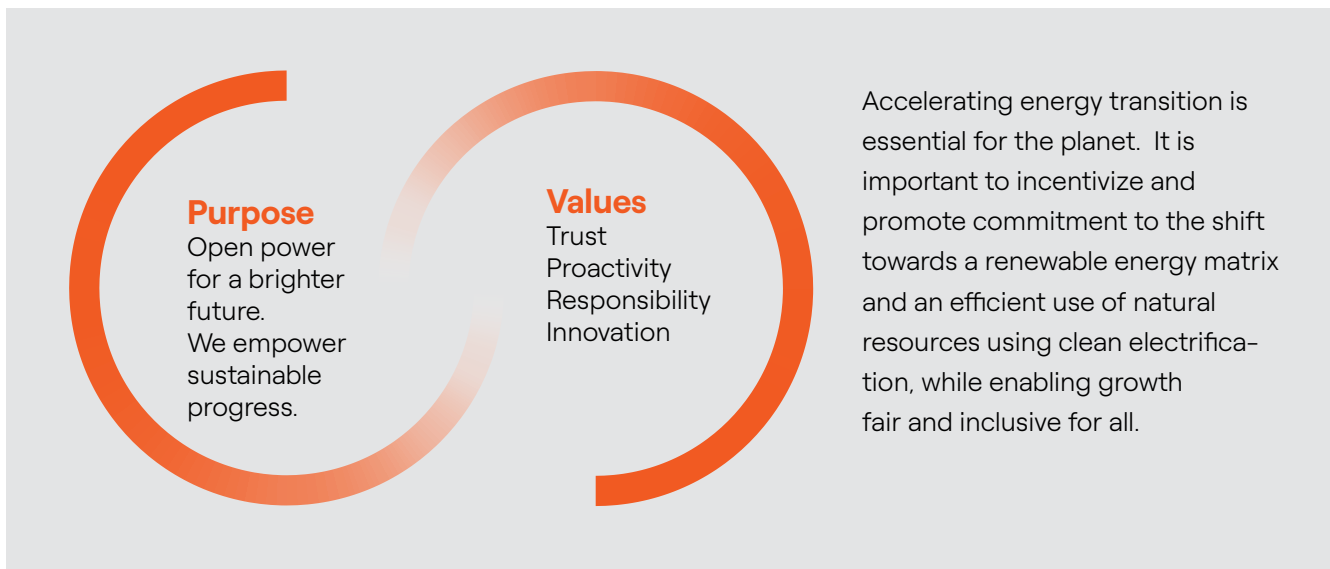 Purpose
Open power
for a brighter
future.
We empower
sustainable
progress.
Values
Trust
Proactivity
Responsibility
Innovation
Accelerating energy transition is
essential for the planet.  It is
important to incentivize and
promote commitment to the shift
towards a renewable energy matrix
and an efficient use of natural
resources using clean electrifica-
tion, while enabling growth
fair and inclusive for all.